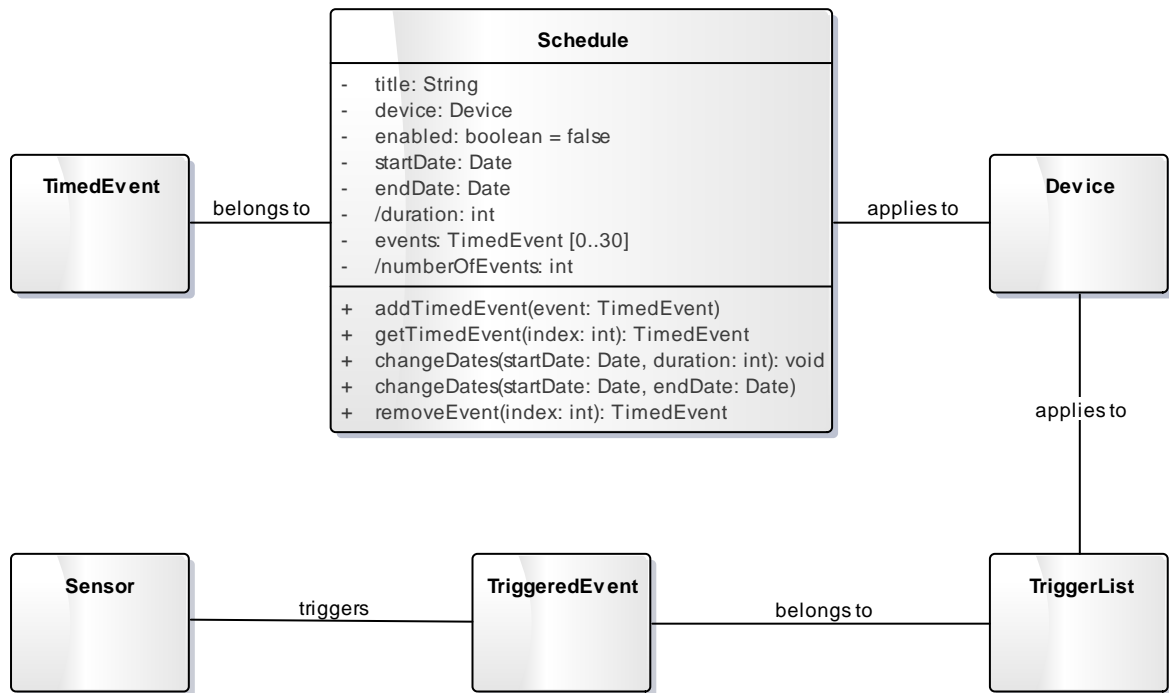 Schedule
- title: String
- device: Device
- enabled: boolean = false
- startDate: Date
- endDate: Date
- /duration: int
- events: TimedEvent [0..30]
- /numberOfEvents: int
+ addTimedEvent(event: TimedEvent)
+ getTimedEvent(index: int): TimedEvent
+ changeDates(startDate: Date, duration: int): void
+ changeDates(startDate: Date, endDate: Date)
+ removeEvent(index: int): TimedEvent
TimedEvent
belongs to
applies to
Device
applies to
Sensor
triggers
TriggeredEvent
belongs to
TriggerList